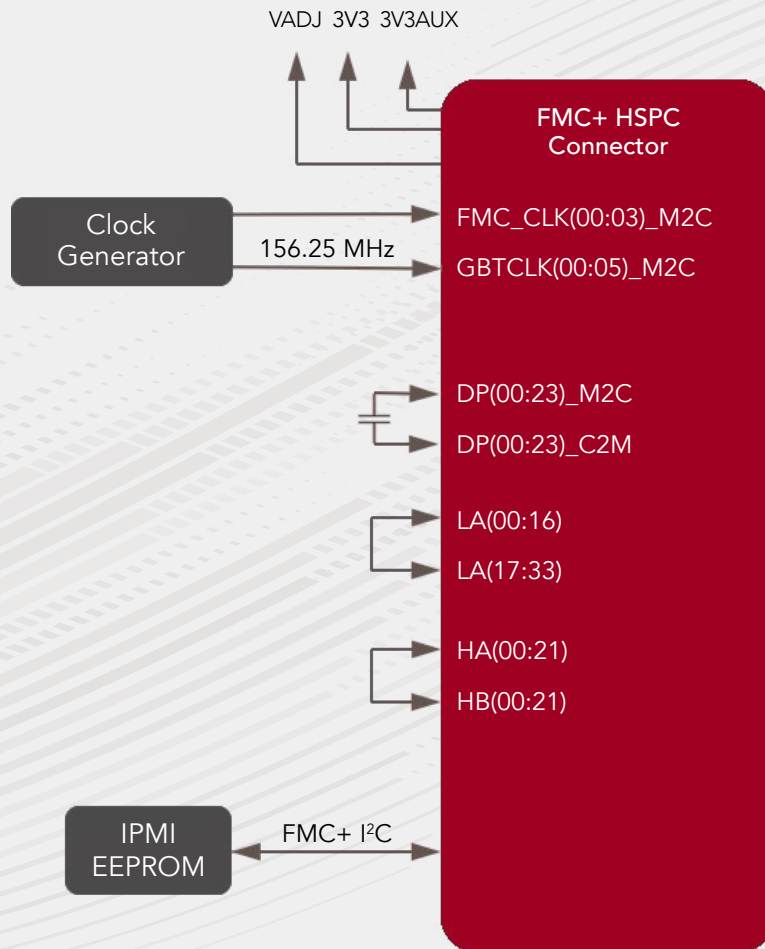 VADJ 3V3 3V3AUX
FMC+ HSPC
Connector
Clock
Generator
FMC_CLK(00:03)_M2C
156.25 MHz
GBTCLK(00:05)_M2C
DP(00:23)_M2C
DP(00:23)_C2M
LA(00:16)
LA(17:33)
HA(00:21)
HB(00:21)
IPMI
EEPROM
FMC+ I²C